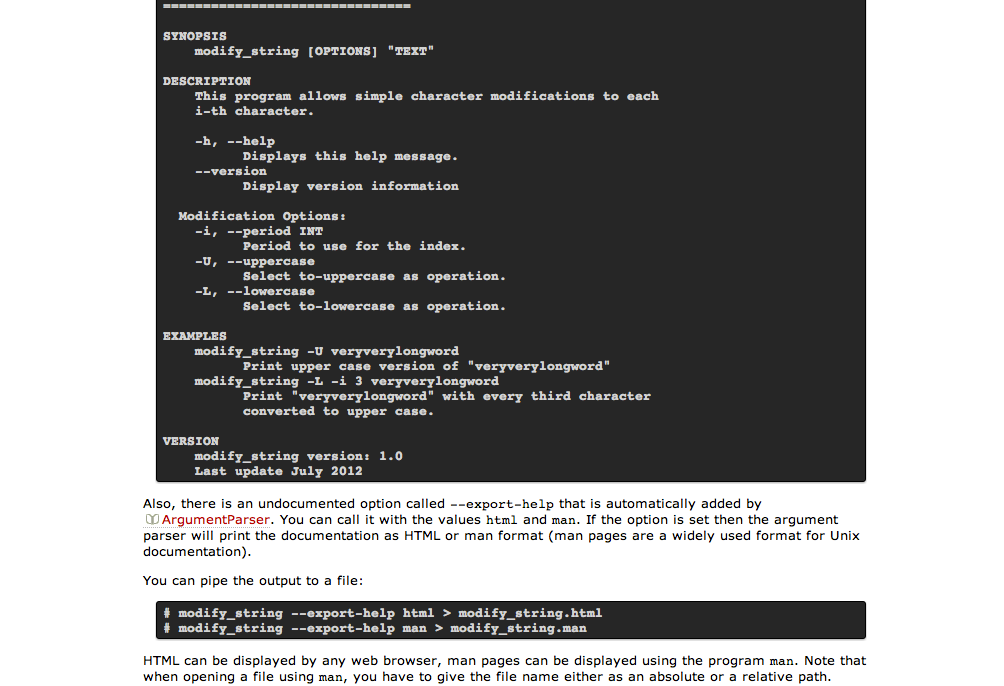 ===============================
SYNOPSIS
modify_string [OPTIONS] "TEXT"
DESCRIPTION
This program allows simple character modifications to each
i-th character.
-h, --help
Displays this help message.
--version
Display version information
Modification Options:
-i, --period INT
Period to use for the index.
-U, --uppercase
Select to-uppercase as operation.
-L, --lowercase
Select to-lowercase as operation.
EXAMPLES
modify_string -U veryverylongword
Print upper case version of "veryverylongword"
modify_string -L -i 3 veryverylongword
Print "veryverylongword" with every third character
converted to upper case.
VERSION
modify_string version: 1.0
Last update July 2012
Also, there is an undocumented option called --export-help that is automatically added by
ArgumentParser. You can call it with the values html and man. If the option is set then the argument
parser will print the documentation as HTML or man format (man pages are a widely used format for Unix
documentation).
You can pipe the output to a file:
# modify_string --export-help html > modify_string.html
# modify_string --export-help man > modify_string.man
HTML can be displayed by any web browser, man pages can be displayed using the program man. Note that
when opening a file using man, you have to give the file name either as an absolute or a relative path.